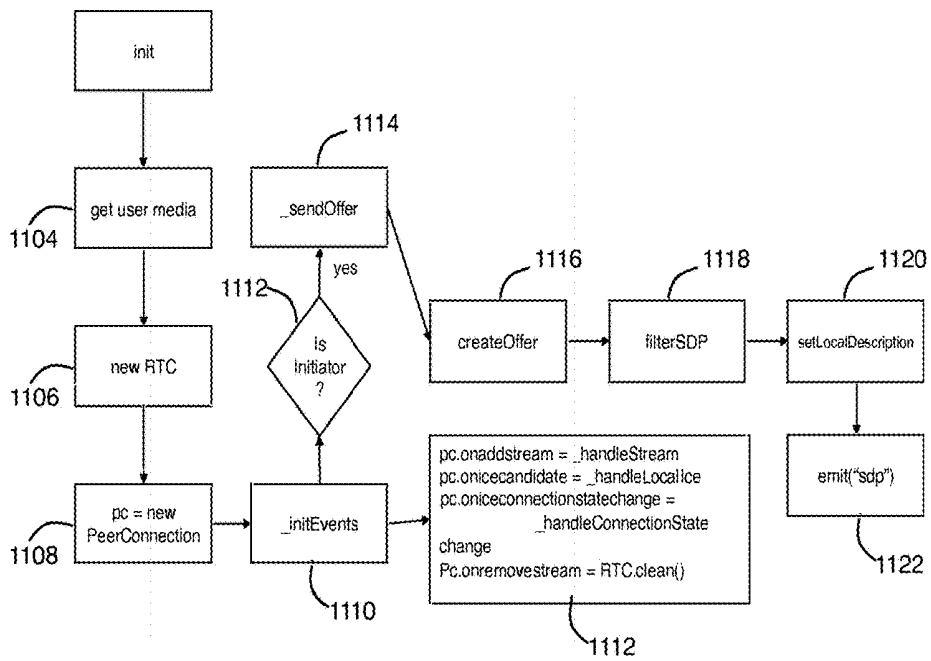 init
get user media
1104
new RTC
1106
pc = new
PeerConnection
1108
_initEvents
1110
1112
Is
Initiator
?
yes
_sendOffer
1114
createOffer
1116
filterSDP
1118
setLocalDescription
1120
emit("sdp")
1122
pc.onaddstream = _handleStream
pc.onicecandidate = _handleLocalIce
pc.oniceconnectionstatechange =
_handleConnectionState
change
Pc.onremovestream = RTC.clean()
1112